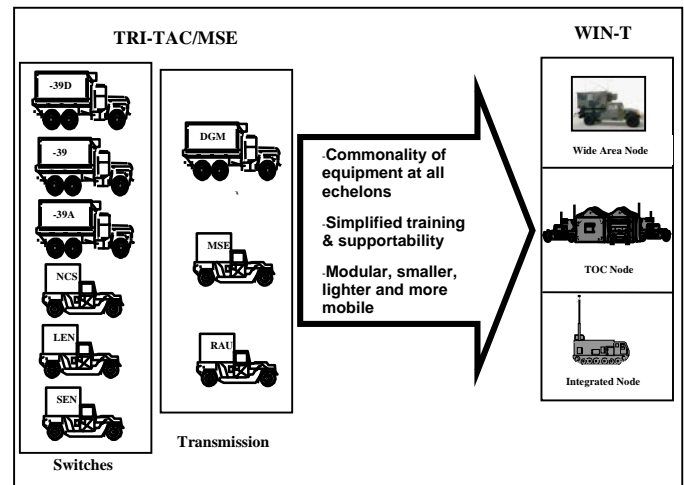 TRI-TAC/MSE
WIN-T
-39D
-39
-39A
NCS
LEN
SEN
Switches
DGM
MSE
RAU
Transmission
-Commonality of
equipment at all
echelons
-Simplified training
& supportability
-Modular, smaller,
lighter and more
mobile
Wide Area Node
TOC Node
Integrated Node